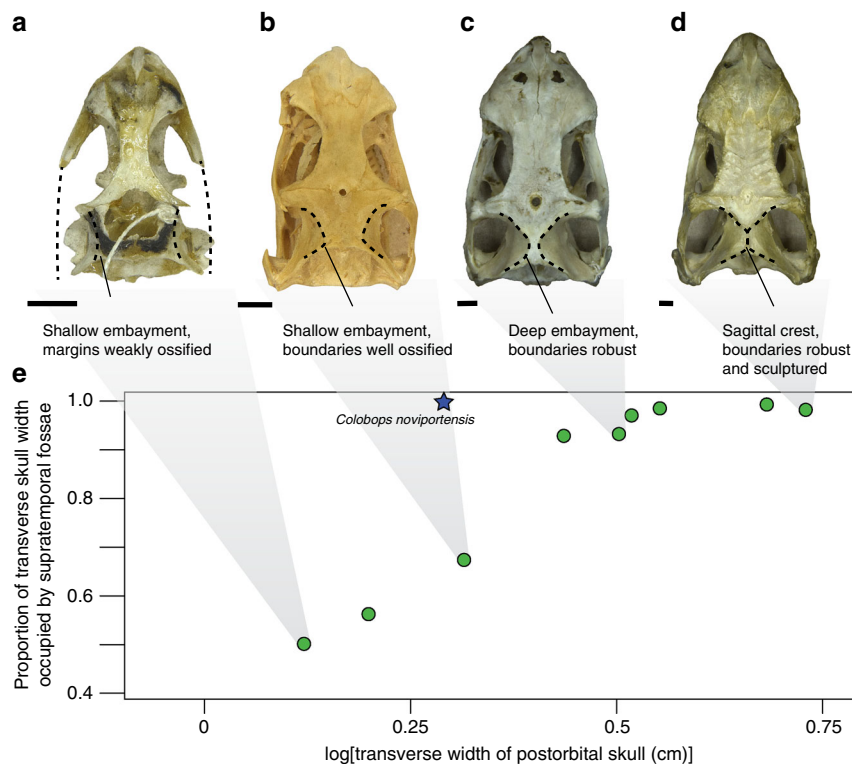 a
b
c
d
Shallow embayment,
margins weakly ossified
Shallow embayment,
boundaries well ossified
Deep embayment,
boundaries robust
Sagittal crest,
boundaries robust
and sculptured
e
Proportion of transverse skull width
occupied by supratemporal fossae
1.0
0.8
0.6
0.4
Colobops noviportensis
0
0.25
0.5
0.75
log[transverse width of postorbital skull (cm)]